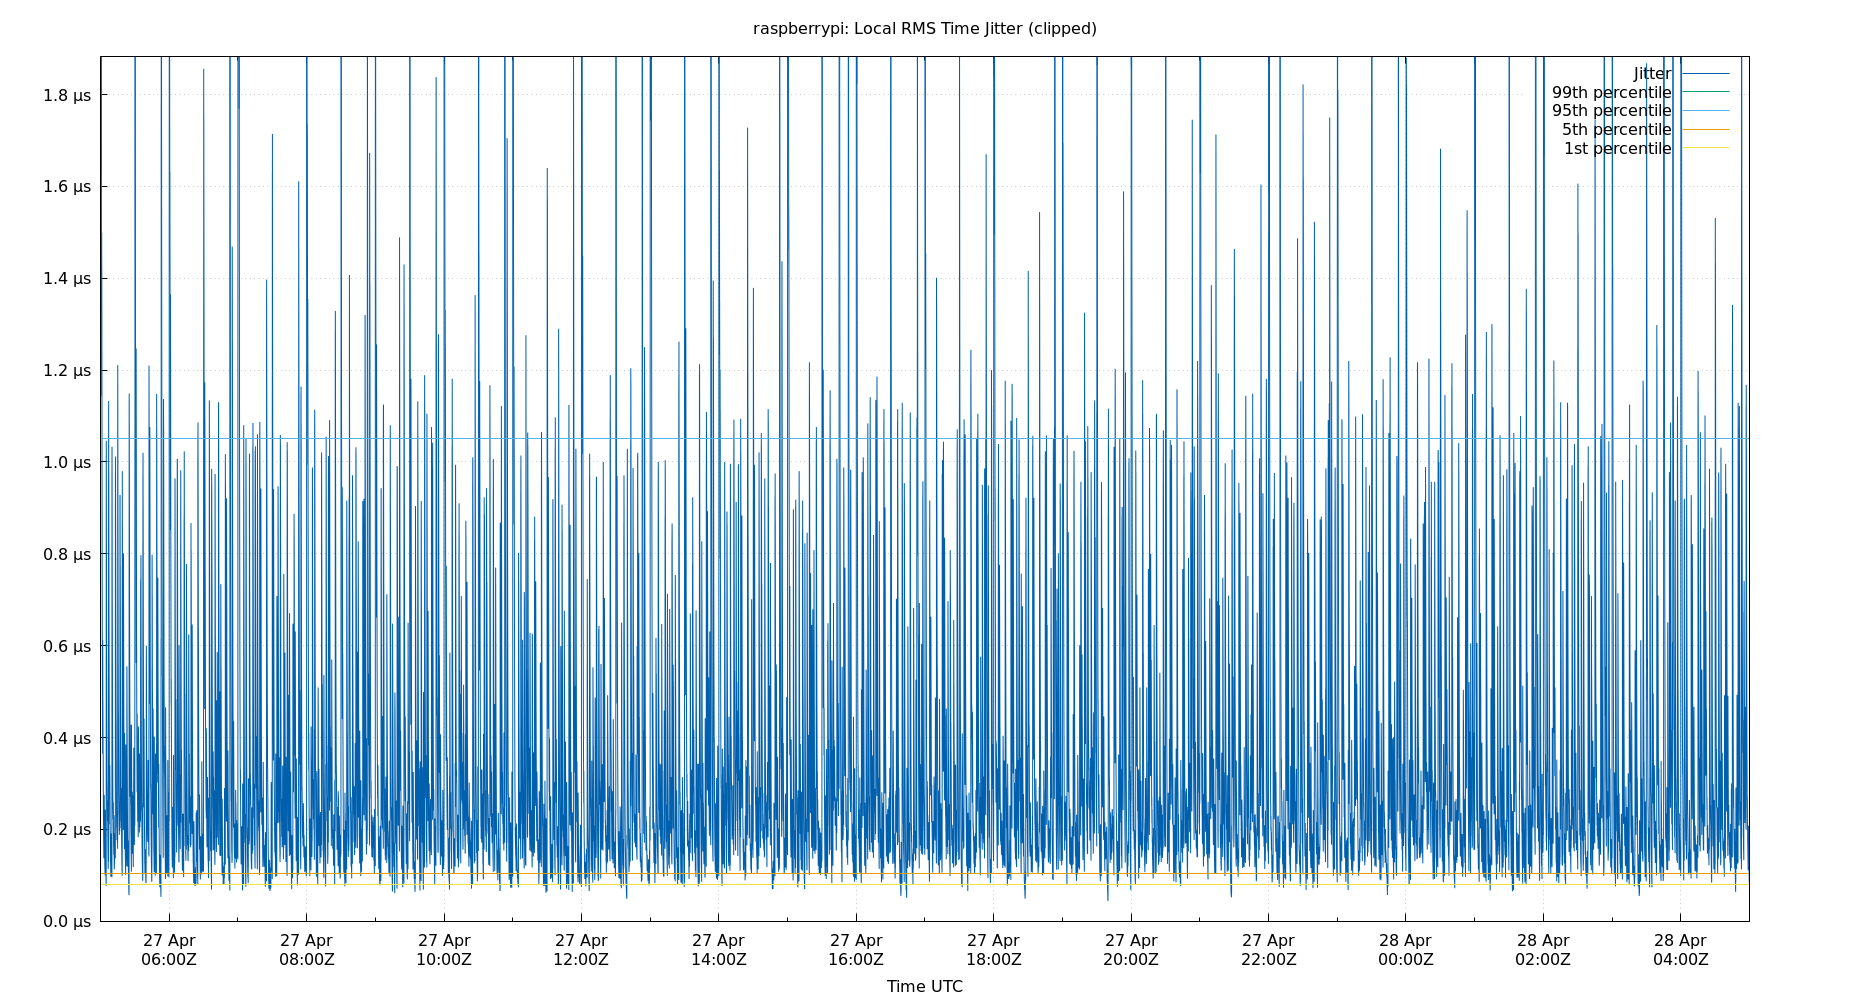 raspberrypi: Local RMS Time Jitter (clipped)
Jitter
99th percentile
95th percentile
5th percentile
1st percentile
1.8 µs
1.6 µs
1.4 µs
1.2 µs
1.0 µs
0.8 µs
0.6 µs
0.4 µs
0.2 µs
0.0 µs
27 Apr 27 Apr 27 Apr 27 Apr 27 Apr 27 Apr 27 Apr 27 Apr 27 Apr 28 Apr 28 Apr 28 Apr
06:00Z 08:00Z 10:00Z 12:00Z 14:00Z 16:00Z 18:00Z 20:00Z 22:00Z 00:00Z 02:00Z 04:00Z
Time UTC